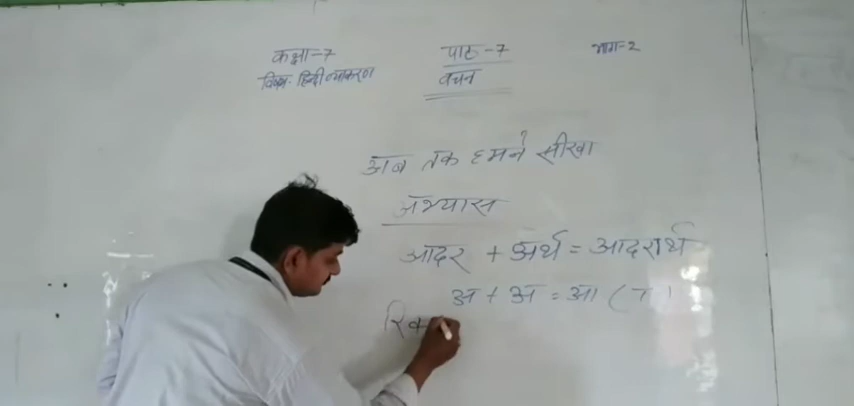 कक्षा-7 पाठ-7 भाग-2
विषय-हिन्दी व्याकरण वचन
अब तक हमने सीखा
अभ्यास
आदर + अर्थ = आदरार्थ
अ + अ = आ (